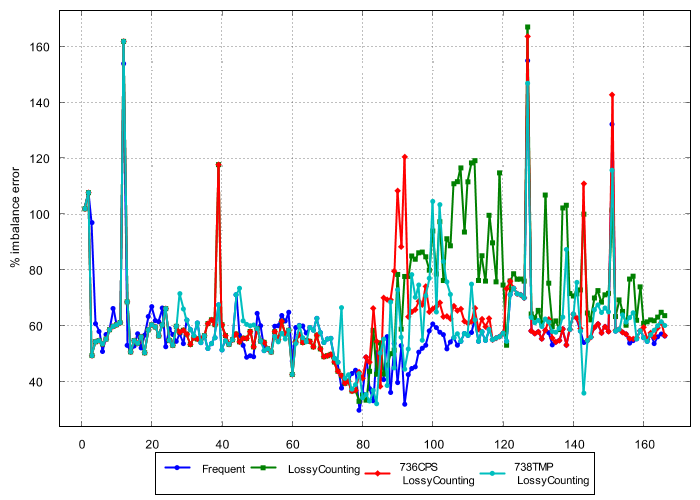 160
140
120
100
80
60
40
% imbalance error
0 20 40 60 80 100 120 140 160
Frequent LossyCounting 736CPS 738TMP
LossyCounting LossyCounting